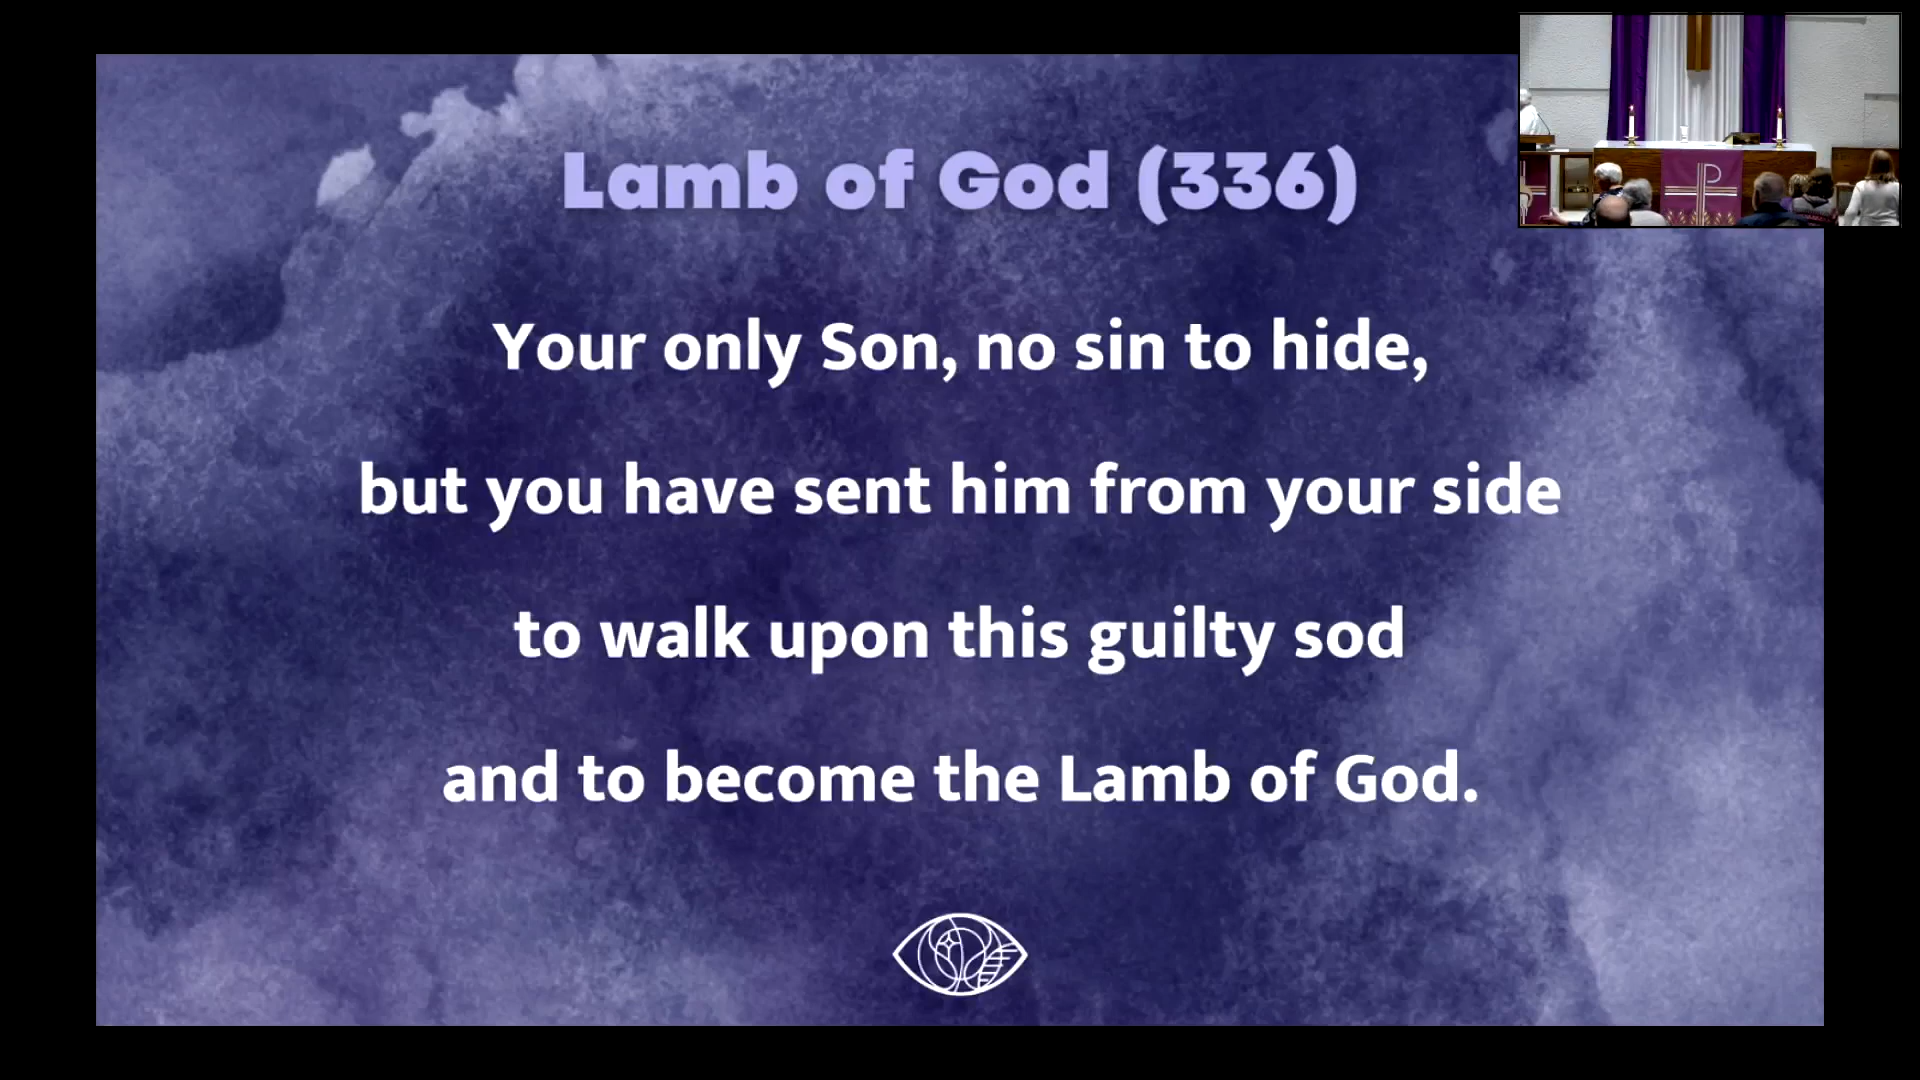 Lamb of God (336)
Your only Son, no sin to hide,
but you have sent him from your side
to walk upon this guilty sod
and to become the Lamb of God.